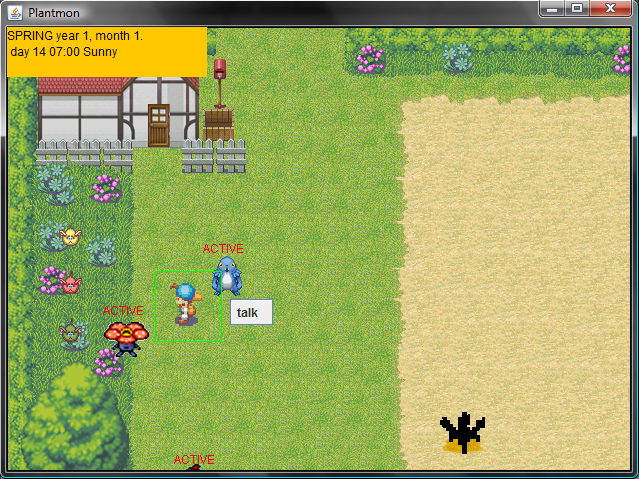 Plantmon
SPRING year 1, month 1.
day 14 07:00 Sunny
ACTIVE
talk
ACTIVE
ACTIVE